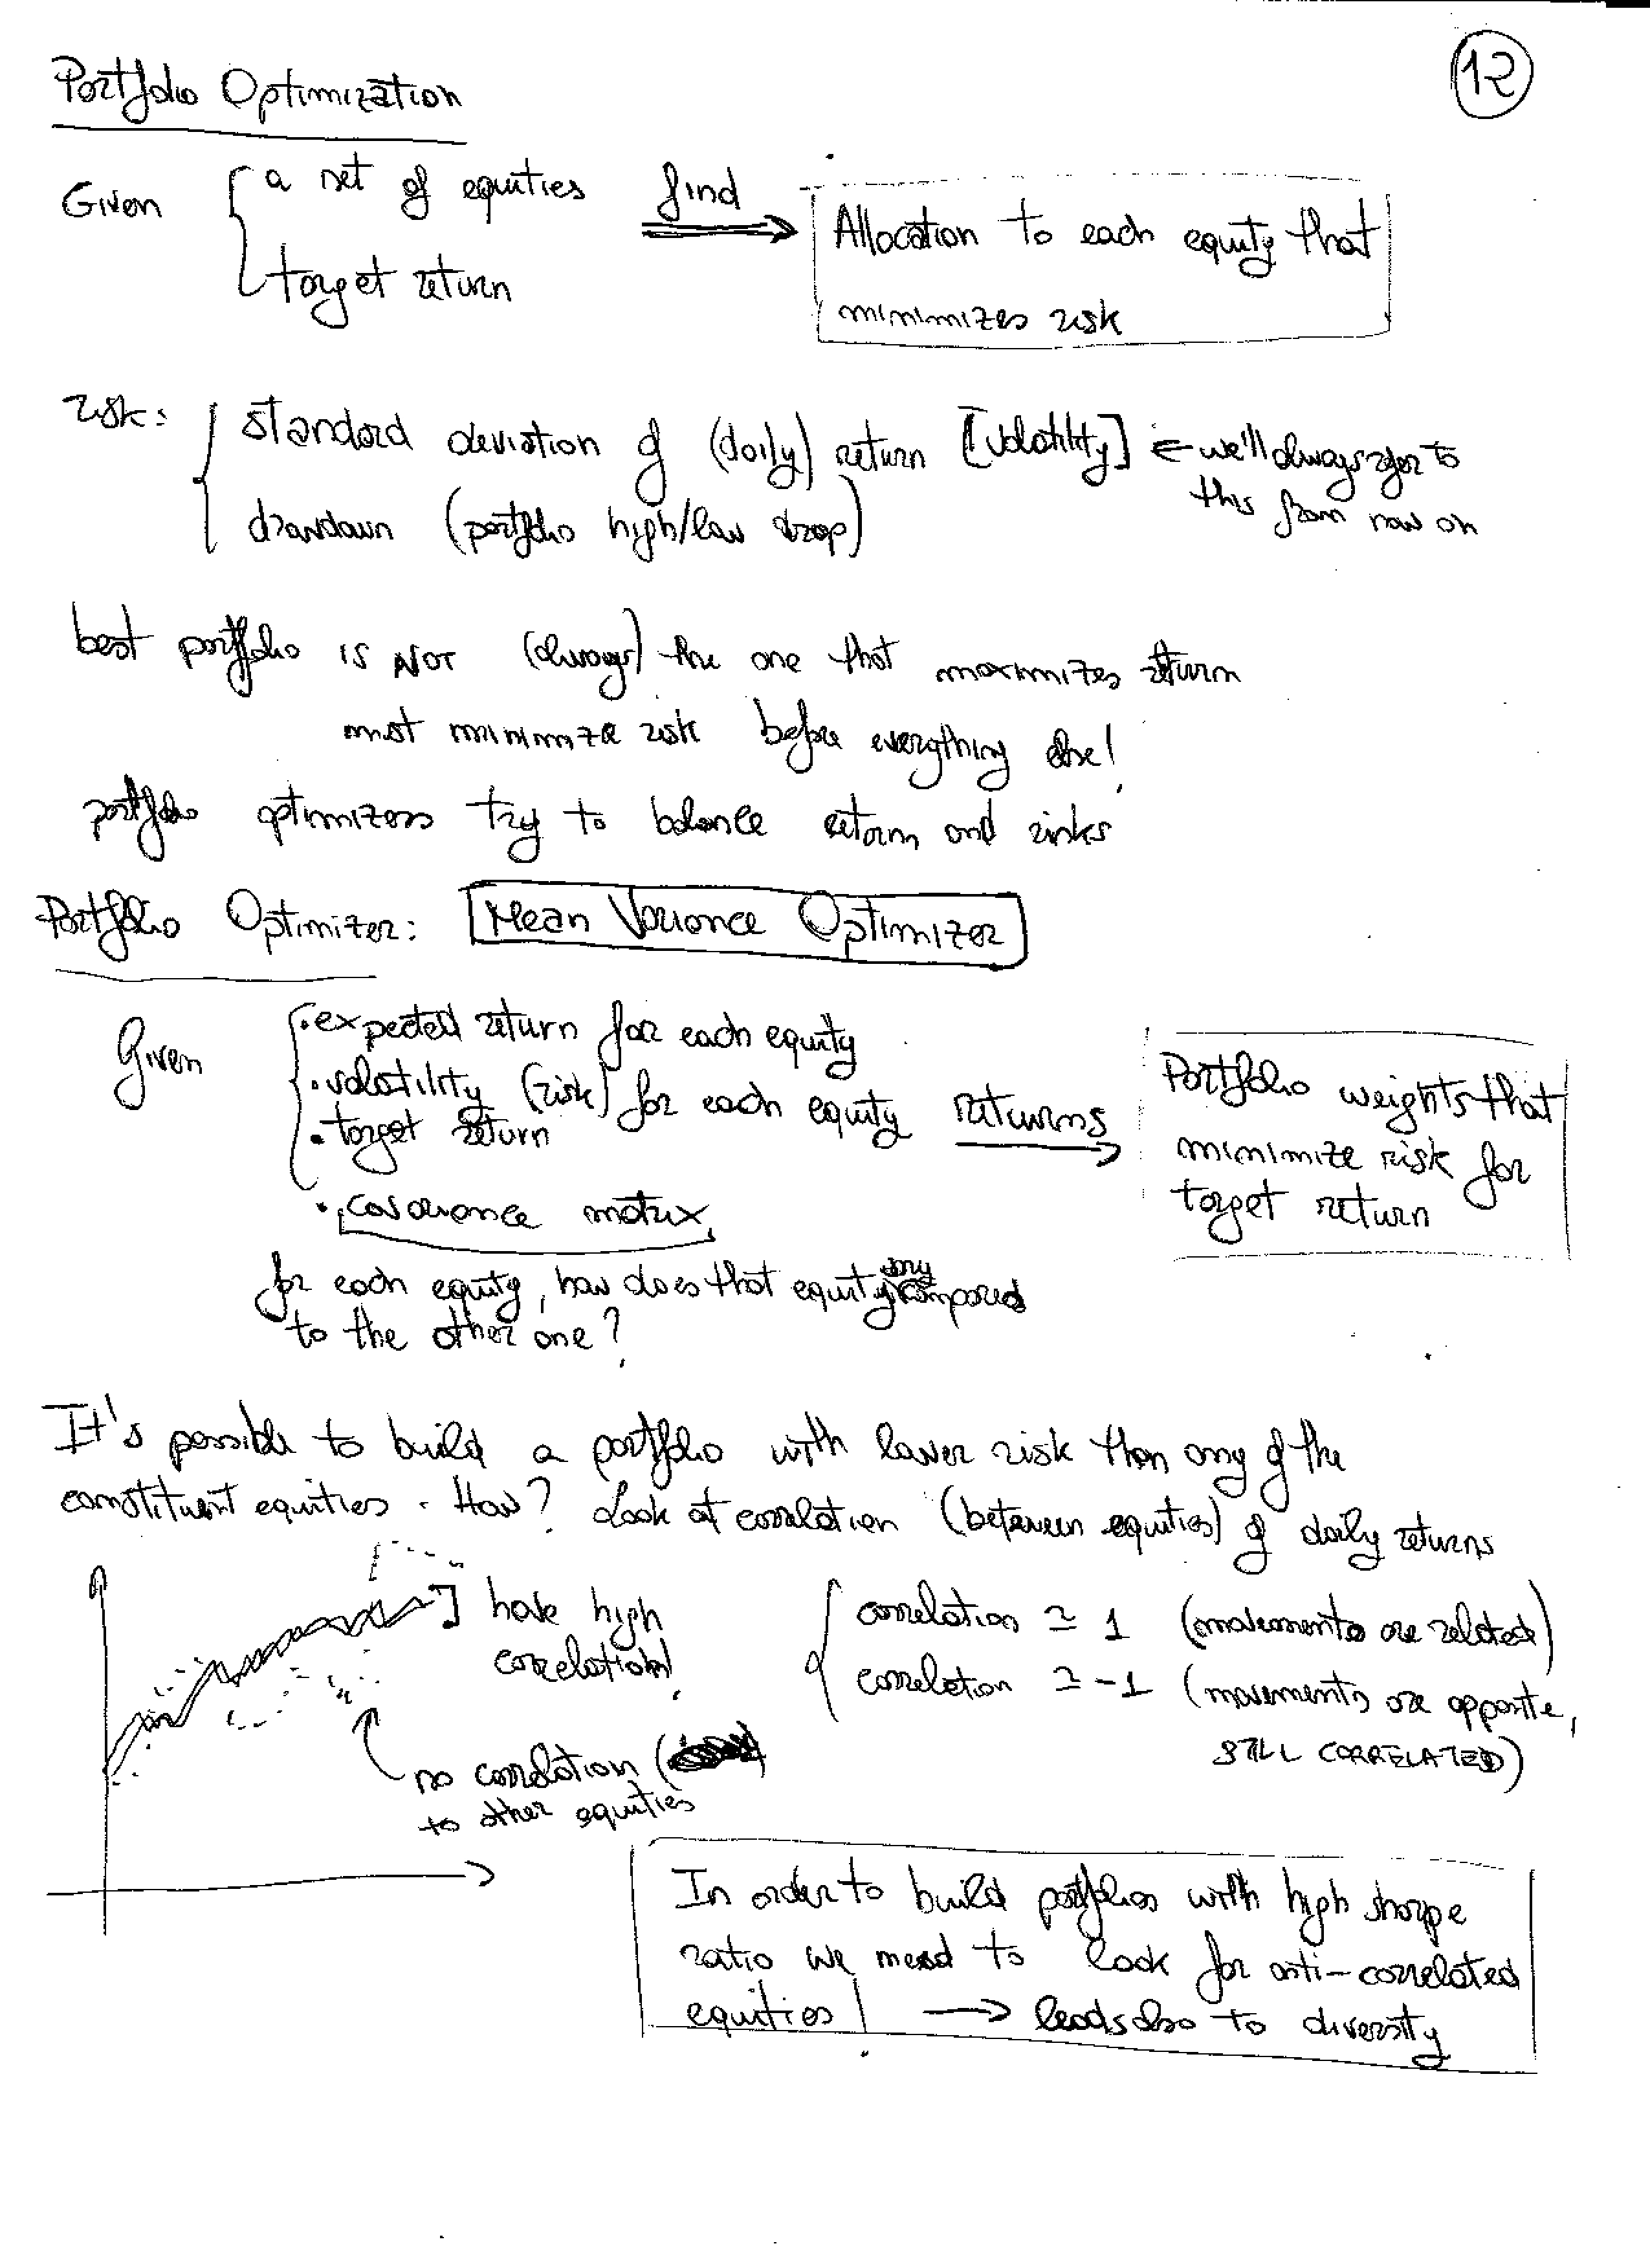 12
Portfolio Optimization
Given { a set of equities find ⟹ Allocation to each equity that
target return minimizes risk
risk: { standard deviation of (daily) return [volatility] ← we'll always refer to
this from now on
drawdown (portfolio high/low drop)
best portfolio is NOT (always) the one that maximizes return
must minimize risk before everything else!
portfolio optimizers try to balance return and risks
Portfolio Optimizer: Mean Variance Optimizer
Given { • expected return for each equity
• volatility (risk) for each equity
• target return
• covariance matrix
returns → Portfolio weights that
minimize risk for
target return
for each equity, how does that equity compares
to the other one?
It's possible to build a portfolio with lower risk than any of the
constituent equities. How? Look at correlation (between equities) of daily returns
] have high
correlation!
no correlation
to other equities
{ correlation ≃ 1 (movements are related)
correlation ≃ -1 (movements are opposite,
STILL CORRELATED)
In order to build portfolios with high sharpe
ratio we need to look for anti-correlated
equities! → leads also to diversity